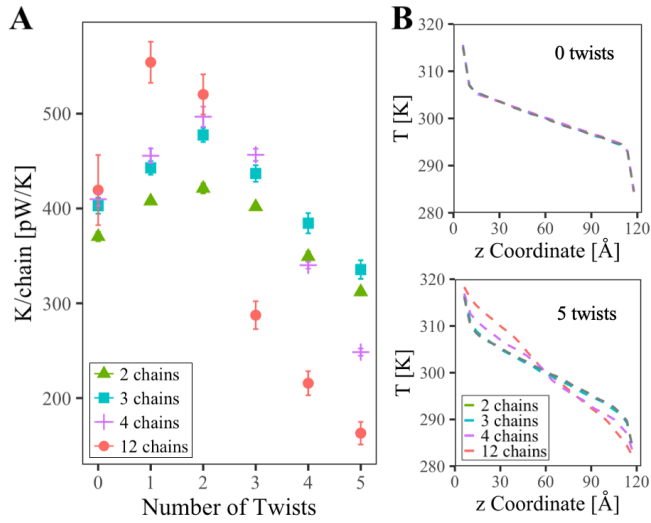 A
K/chain [pW/K]
500
400
300
200
2 chains
3 chains
4 chains
12 chains
0 1 2 3 4 5
Number of Twists
B
T [K]
320
310
300
290
280
0 twists
0 30 60 90 120
z Coordinate [Å]
T [K]
320
310
300
290
280
5 twists
2 chains
3 chains
4 chains
12 chains
0 30 60 90 120
z Coordinate [Å]